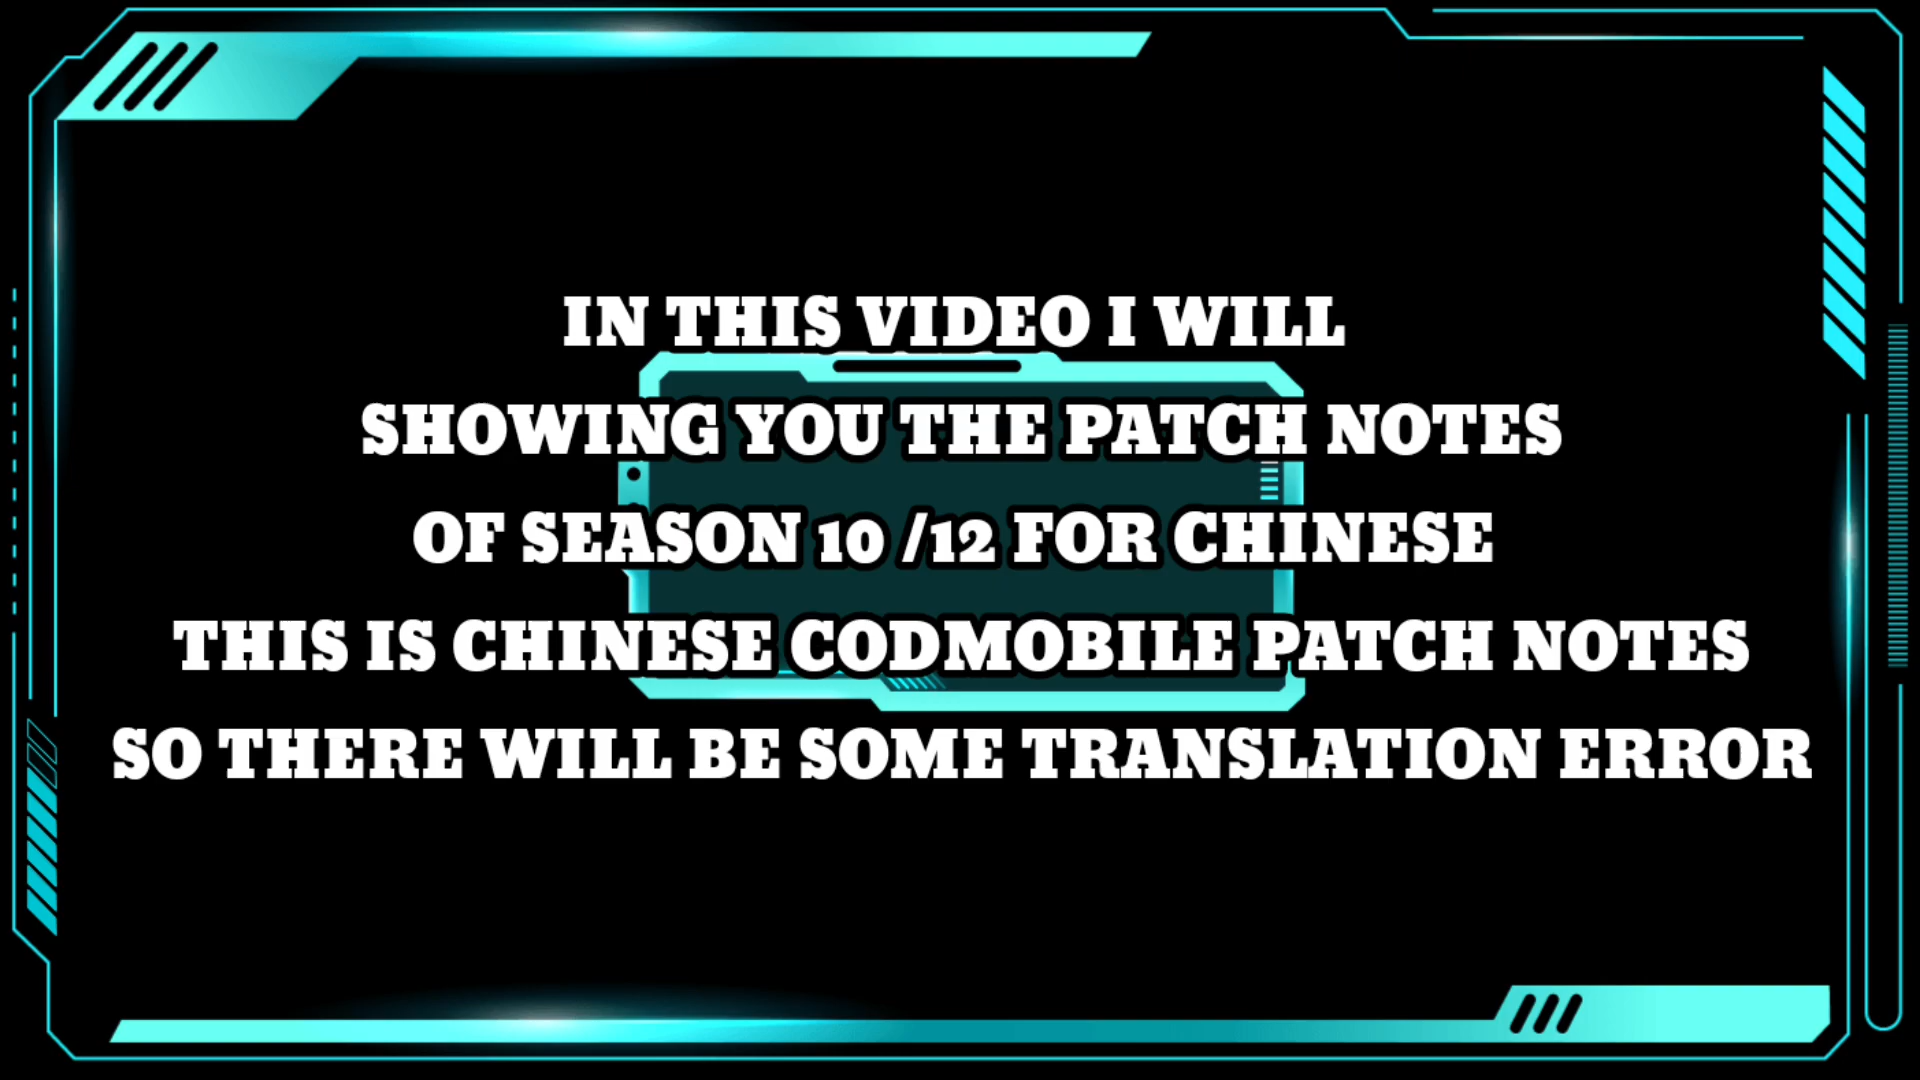 IN THIS VIDEO I WILL
SHOWING YOU THE PATCH NOTES
OF SEASON 10 /12 FOR CHINESE
THIS IS CHINESE CODMOBILE PATCH NOTES
SO THERE WILL BE SOME TRANSLATION ERROR